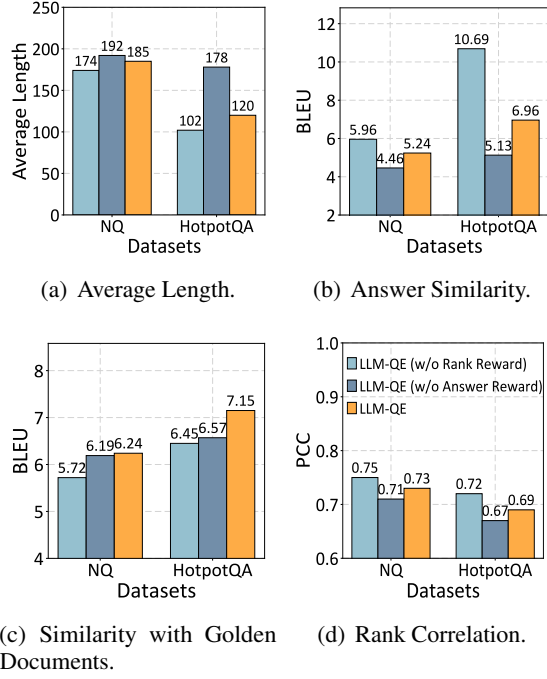 250
200
150
100
50
0
Average Length
174
192
185
102
178
120
NQ
HotpotQA
Datasets
(a) Average Length.
12
10
8
6
4
2
BLEU
5.96
4.46
5.24
10.69
5.13
6.96
NQ
HotpotQA
Datasets
(b) Answer Similarity.
8
7
6
5
4
BLEU
5.72
6.19
6.24
6.45
6.57
7.15
NQ
HotpotQA
Datasets
(c) Similarity with Golden
Documents.
1.0
0.9
0.8
0.7
0.6
PCC
LLM-QE (w/o Rank Reward)
LLM-QE (w/o Answer Reward)
LLM-QE
0.75
0.71
0.73
0.72
0.67
0.69
NQ
HotpotQA
Datasets
(d) Rank Correlation.